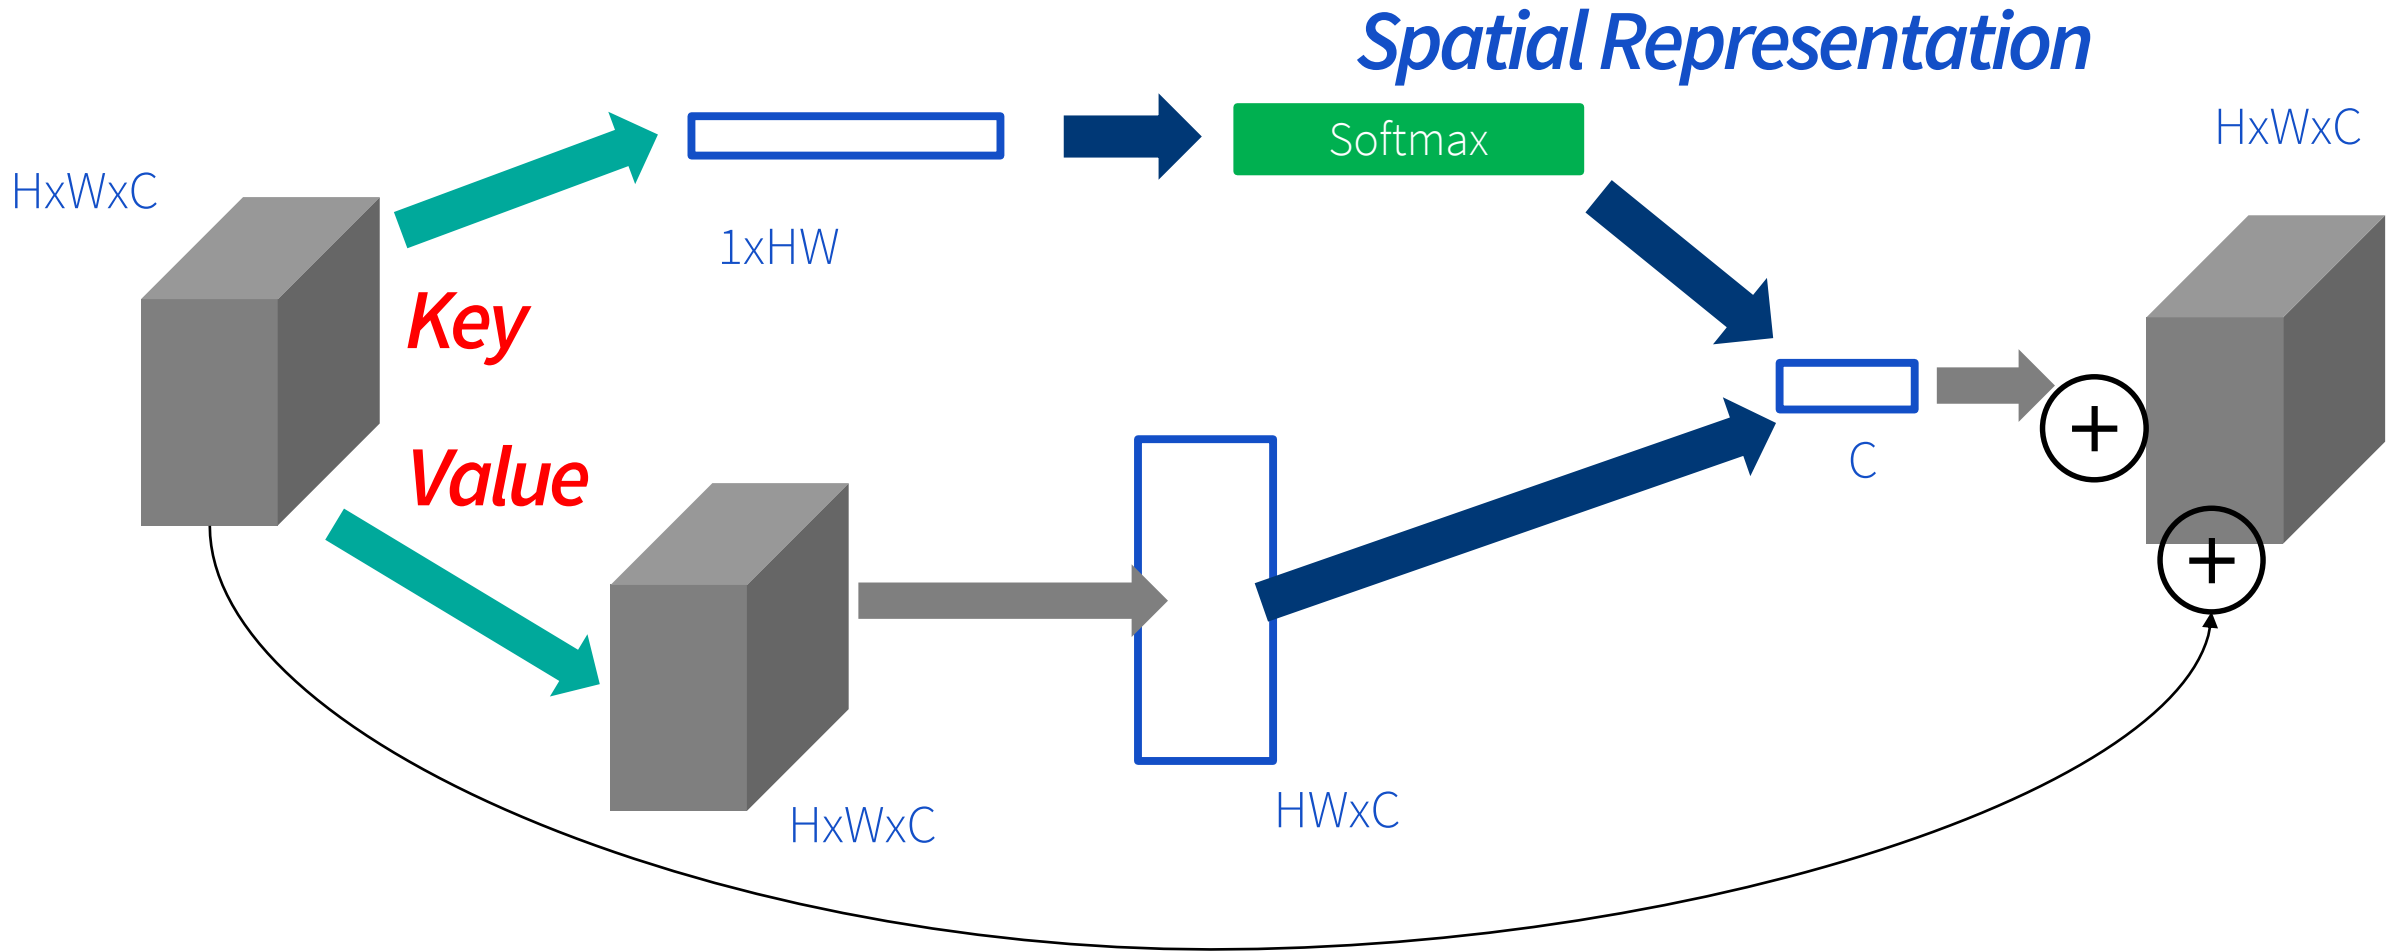 Spatial Representation
HxWxC
Softmax
HxWxC
1xHW
Key
Value
C
HxWxC
HWxC